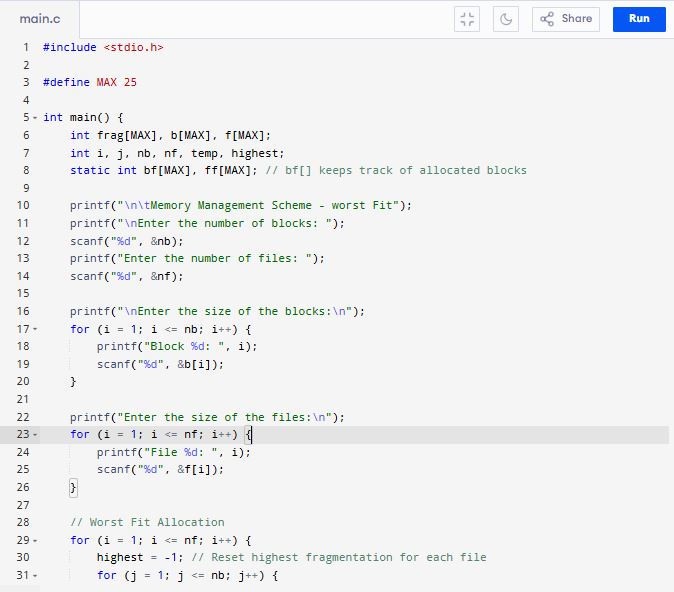 main.c
Share
Run
1 #include <stdio.h>
2
3 #define MAX 25
4
5 int main() {
6     int frag[MAX], b[MAX], f[MAX];
7     int i, j, nb, nf, temp, highest;
8     static int bf[MAX], ff[MAX]; // bf[] keeps track of allocated blocks
9
10     printf("\n\tMemory Management Scheme - worst Fit");
11     printf("\nEnter the number of blocks: ");
12     scanf("%d", &nb);
13     printf("Enter the number of files: ");
14     scanf("%d", &nf);
15
16     printf("\nEnter the size of the blocks:\n");
17     for (i = 1; i <= nb; i++) {
18         printf("Block %d: ", i);
19         scanf("%d", &b[i]);
20     }
21
22     printf("Enter the size of the files:\n");
23     for (i = 1; i <= nf; i++) {
24         printf("File %d: ", i);
25         scanf("%d", &f[i]);
26     }
27
28     // Worst Fit Allocation
29     for (i = 1; i <= nf; i++) {
30         highest = -1; // Reset highest fragmentation for each file
31         for (j = 1; j <= nb; j++) {